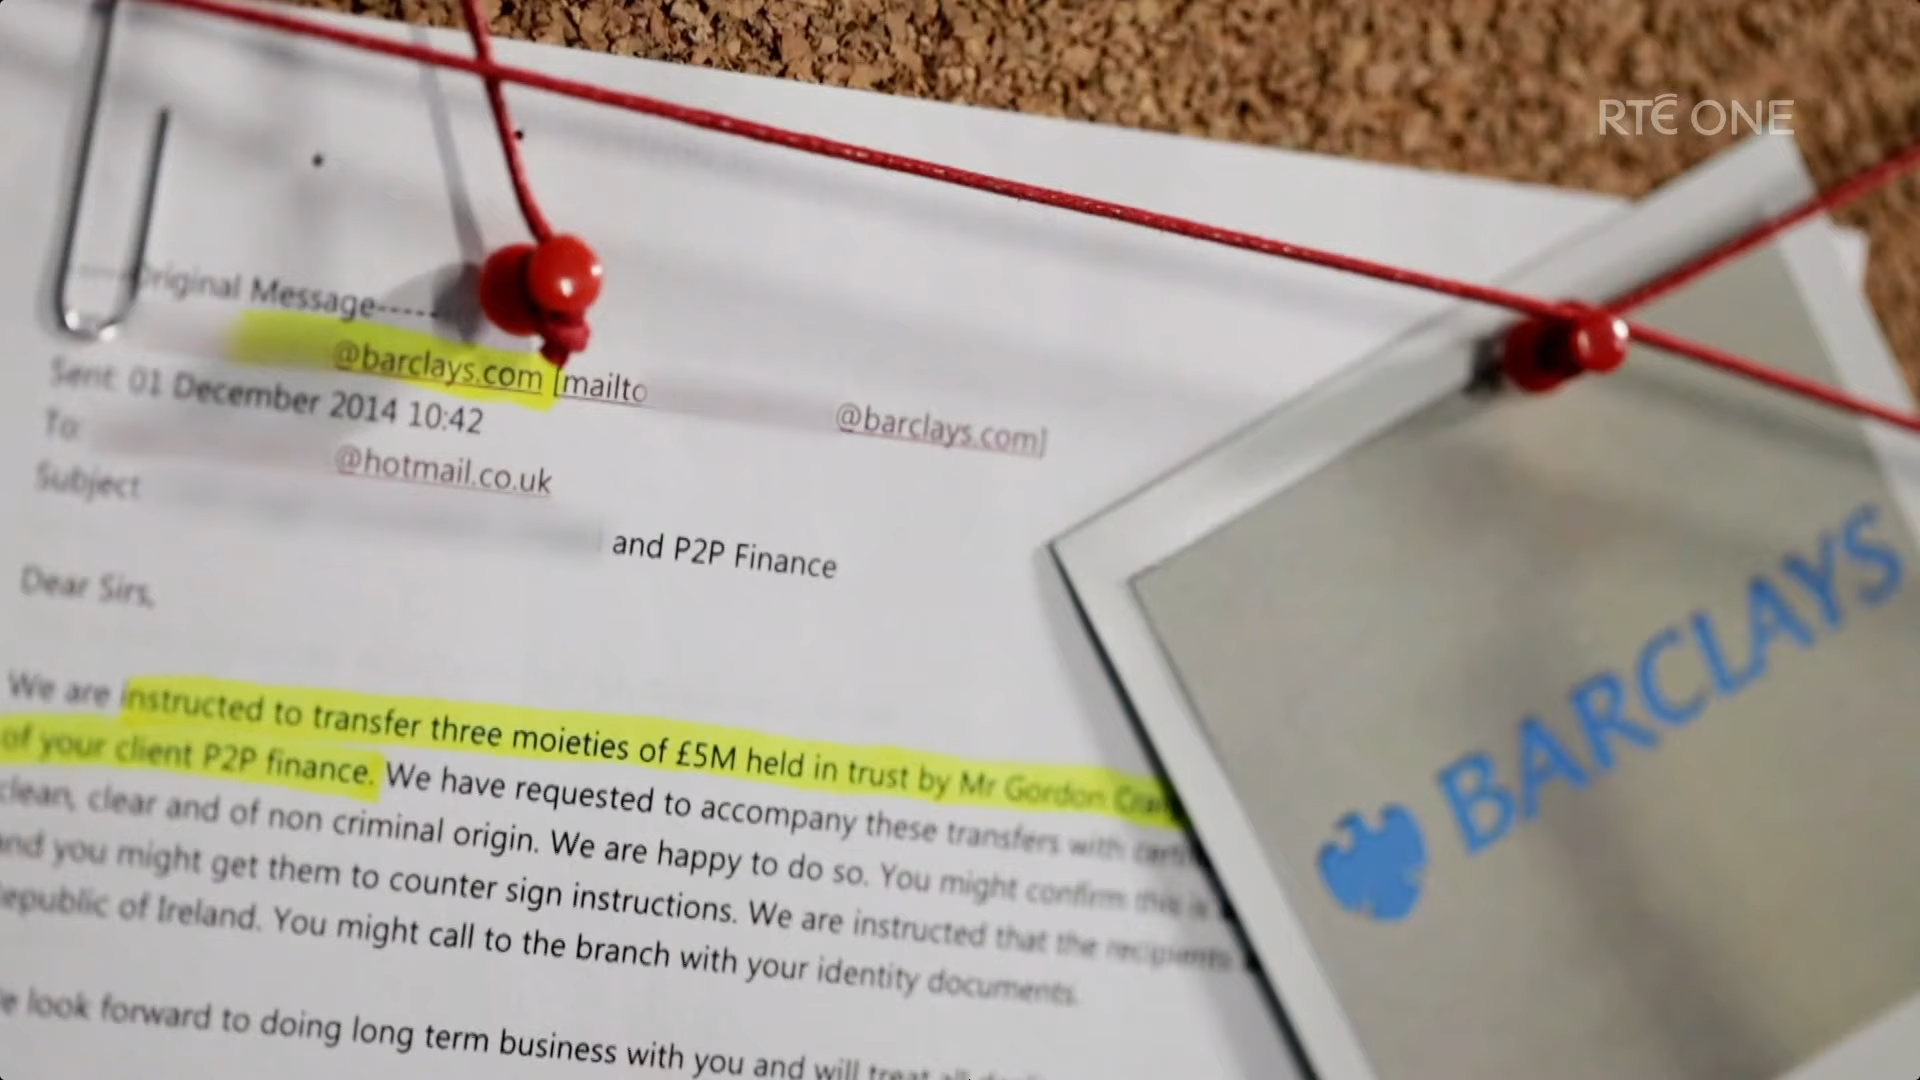 RTÉ ONE
-----Original Message-----
@barclays.com [mailto
@barclays.com]
Sent: 01 December 2014 10:42
To:
@hotmail.co.uk
Subject
and P2P Finance
Dear Sirs,
We are instructed to transfer three moieties of £5M held in trust by Mr Gordon
of your client P2P finance. We have requested to accompany these transfers with
clean, clear and of non criminal origin. We are happy to do so. You might confirm this is
and you might get them to counter sign instructions. We are instructed that the recipients
Republic of Ireland. You might call to the branch with your identity documents.
look forward to doing long term business with you and will treat all
BARCLAYS